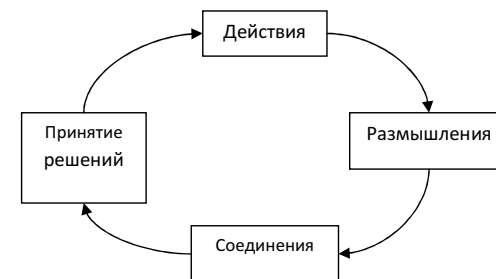 Действия
Размышления
Соединения
Принятие
решений